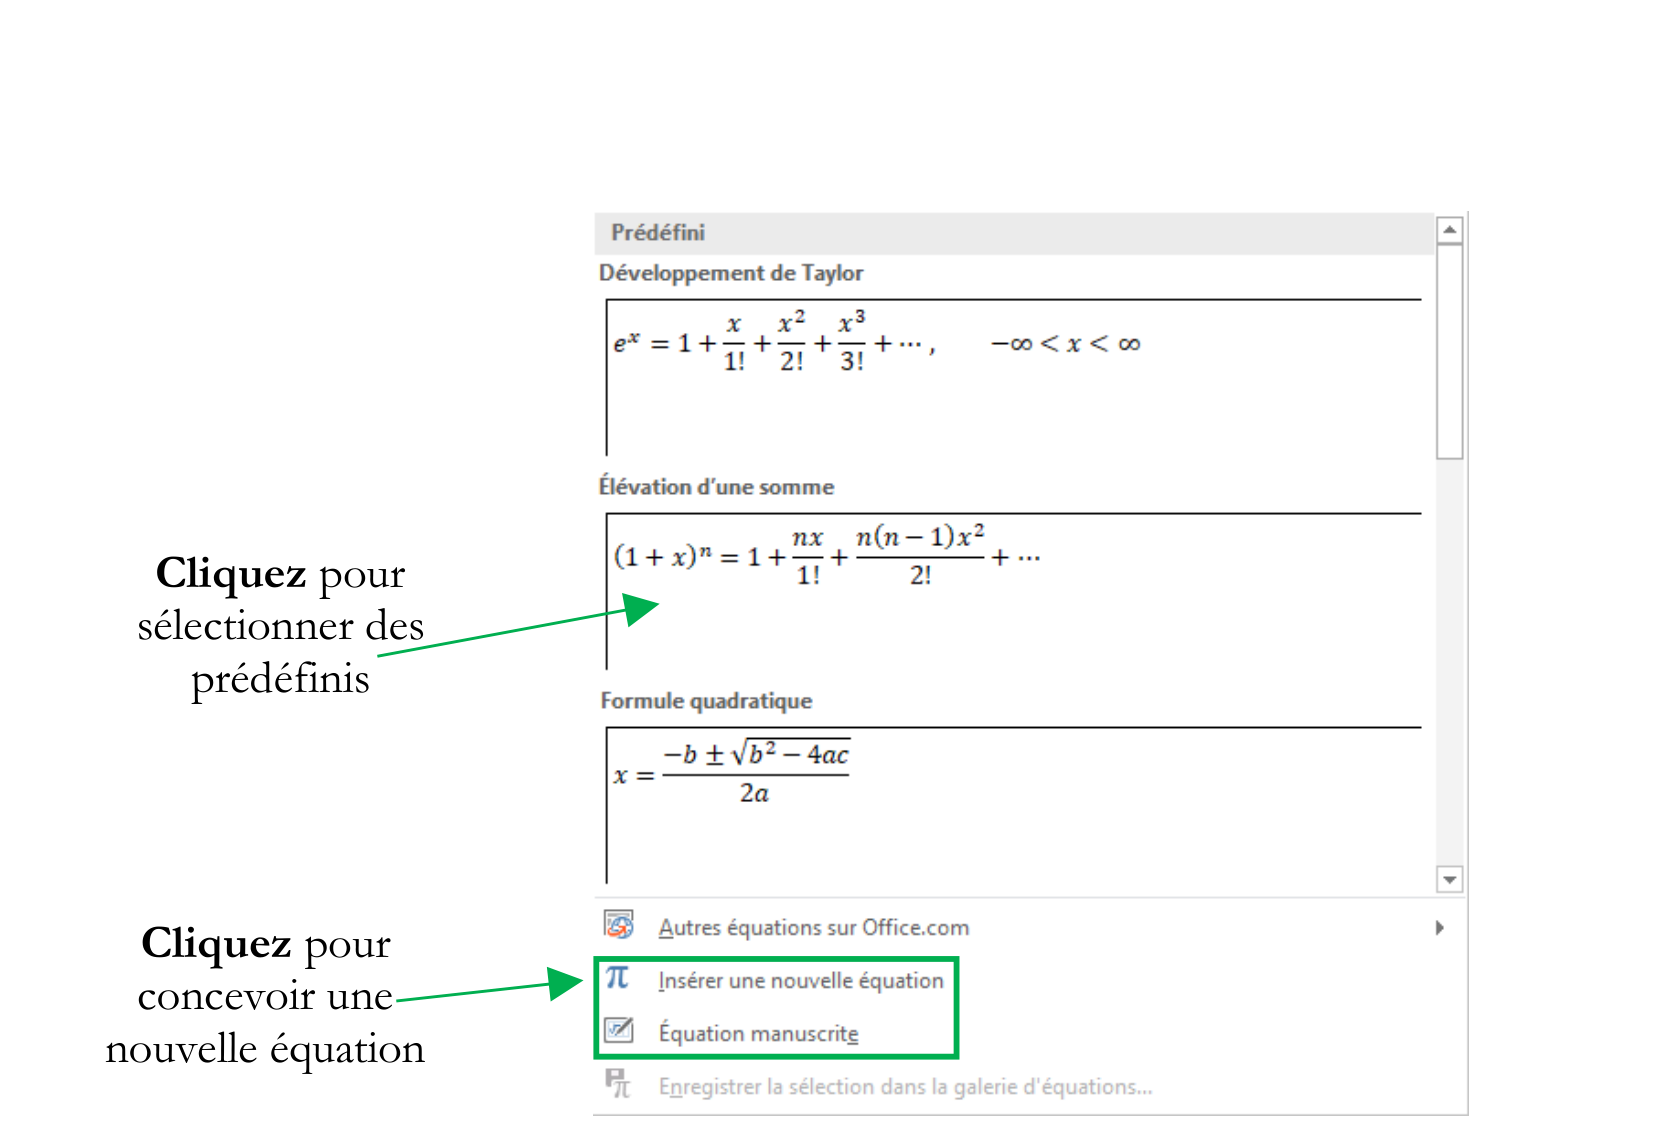 Prédéfini
Développement de Taylor
e^x = 1 + x/1! + x^2/2! + x^3/3! + ⋯ , −∞ < x < ∞
Élévation d'une somme
(1 + x)^n = 1 + nx/1! + n(n − 1)x^2/2! + ⋯
Cliquez pour
sélectionner des
prédéfinis
Formule quadratique
x = (−b ± √(b^2 − 4ac))/2a
Autres équations sur Office.com
Cliquez pour
concevoir une
nouvelle équation
Insérer une nouvelle équation
Équation manuscrite
Enregistrer la sélection dans la galerie d'équations...